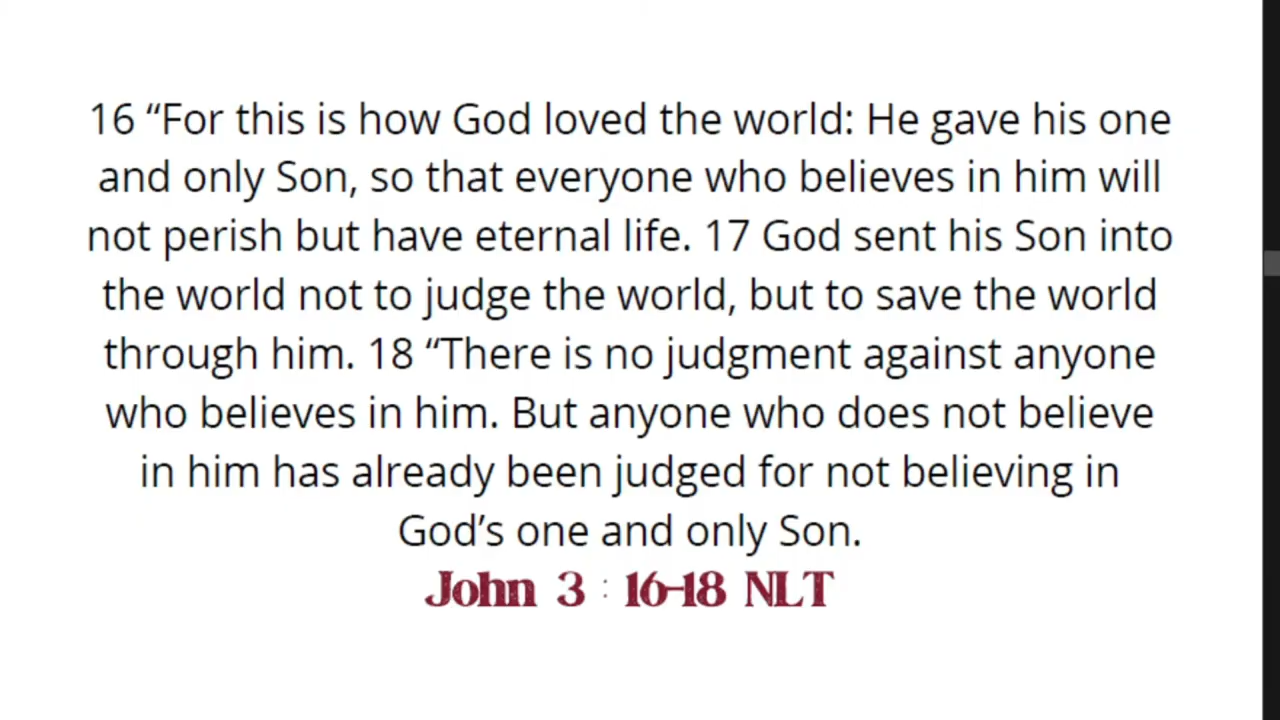 16 “For this is how God loved the world: He gave his one
and only Son, so that everyone who believes in him will
not perish but have eternal life. 17 God sent his Son into
the world not to judge the world, but to save the world
through him. 18 “There is no judgment against anyone
who believes in him. But anyone who does not believe
in him has already been judged for not believing in
God’s one and only Son.
John 3 : 16-18 NLT